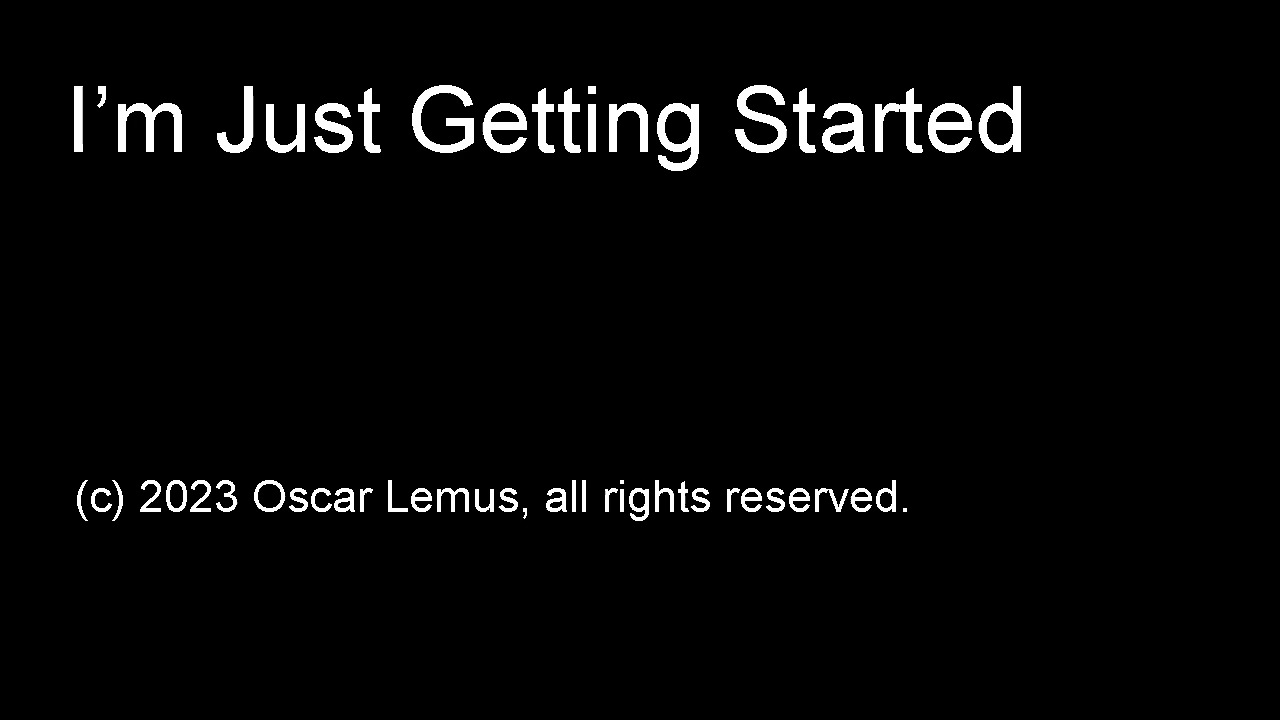 I’m Just Getting Started
(c) 2023 Oscar Lemus, all rights reserved.